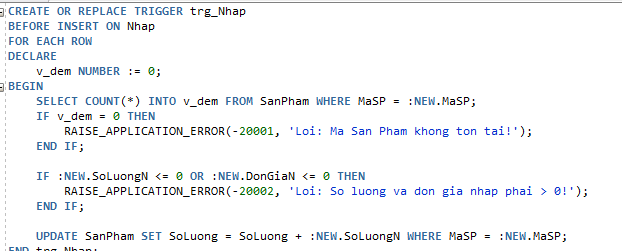 CREATE OR REPLACE TRIGGER trg_Nhap
BEFORE INSERT ON Nhap
FOR EACH ROW
DECLARE
    v_dem NUMBER := 0;
BEGIN
    SELECT COUNT(*) INTO v_dem FROM SanPham WHERE MaSP = :NEW.MaSP;
    IF v_dem = 0 THEN
        RAISE_APPLICATION_ERROR(-20001, 'Loi: Ma San Pham khong ton tai!');
    END IF;
    IF :NEW.SoLuongN <= 0 OR :NEW.DonGiaN <= 0 THEN
        RAISE_APPLICATION_ERROR(-20002, 'Loi: So luong va don gia nhap phai > 0!');
    END IF;
    UPDATE SanPham SET SoLuong = SoLuong + :NEW.SoLuongN WHERE MaSP = :NEW.MaSP;
END trg_Nhap;